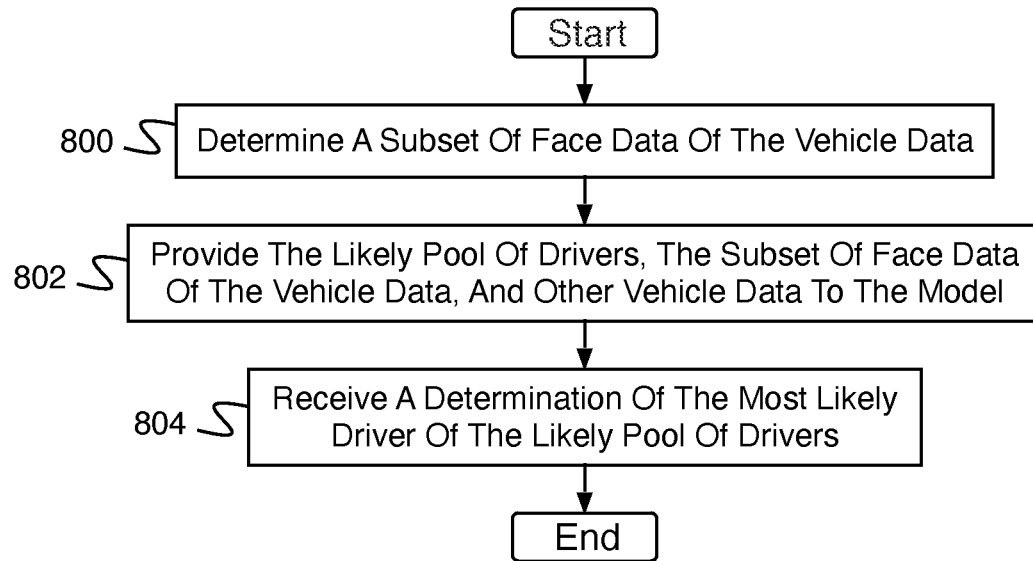 Start
800
Determine A Subset Of Face Data Of The Vehicle Data
802
Provide The Likely Pool Of Drivers, The Subset Of Face Data
Of The Vehicle Data, And Other Vehicle Data To The Model
804
Receive A Determination Of The Most Likely
Driver Of The Likely Pool Of Drivers
End